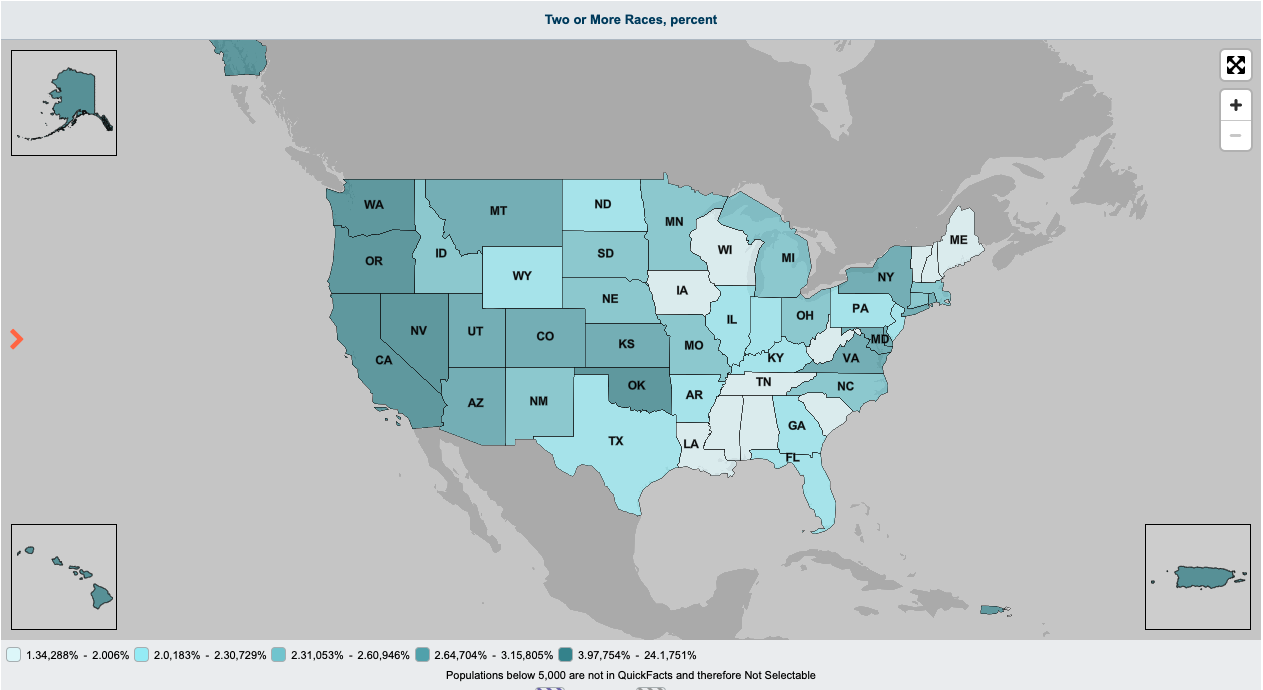 Two or More Races, percent
WA
MT
ND
MN
ME
OR
ID
WY
SD
WI
MI
NY
NE
IA
NV
UT
CO
IL
OH
PA
CA
KS
MO
KY
MD
VA
AZ
NM
OK
AR
TN
NC
TX
LA
GA
FL
+
−
1.34,288% - 2.006% 2.0,183% - 2.30,729% 2.31,053% - 2.60,946% 2.64,704% - 3.15,805% 3.97,754% - 24.1,751%
Populations below 5,000 are not in QuickFacts and therefore Not Selectable